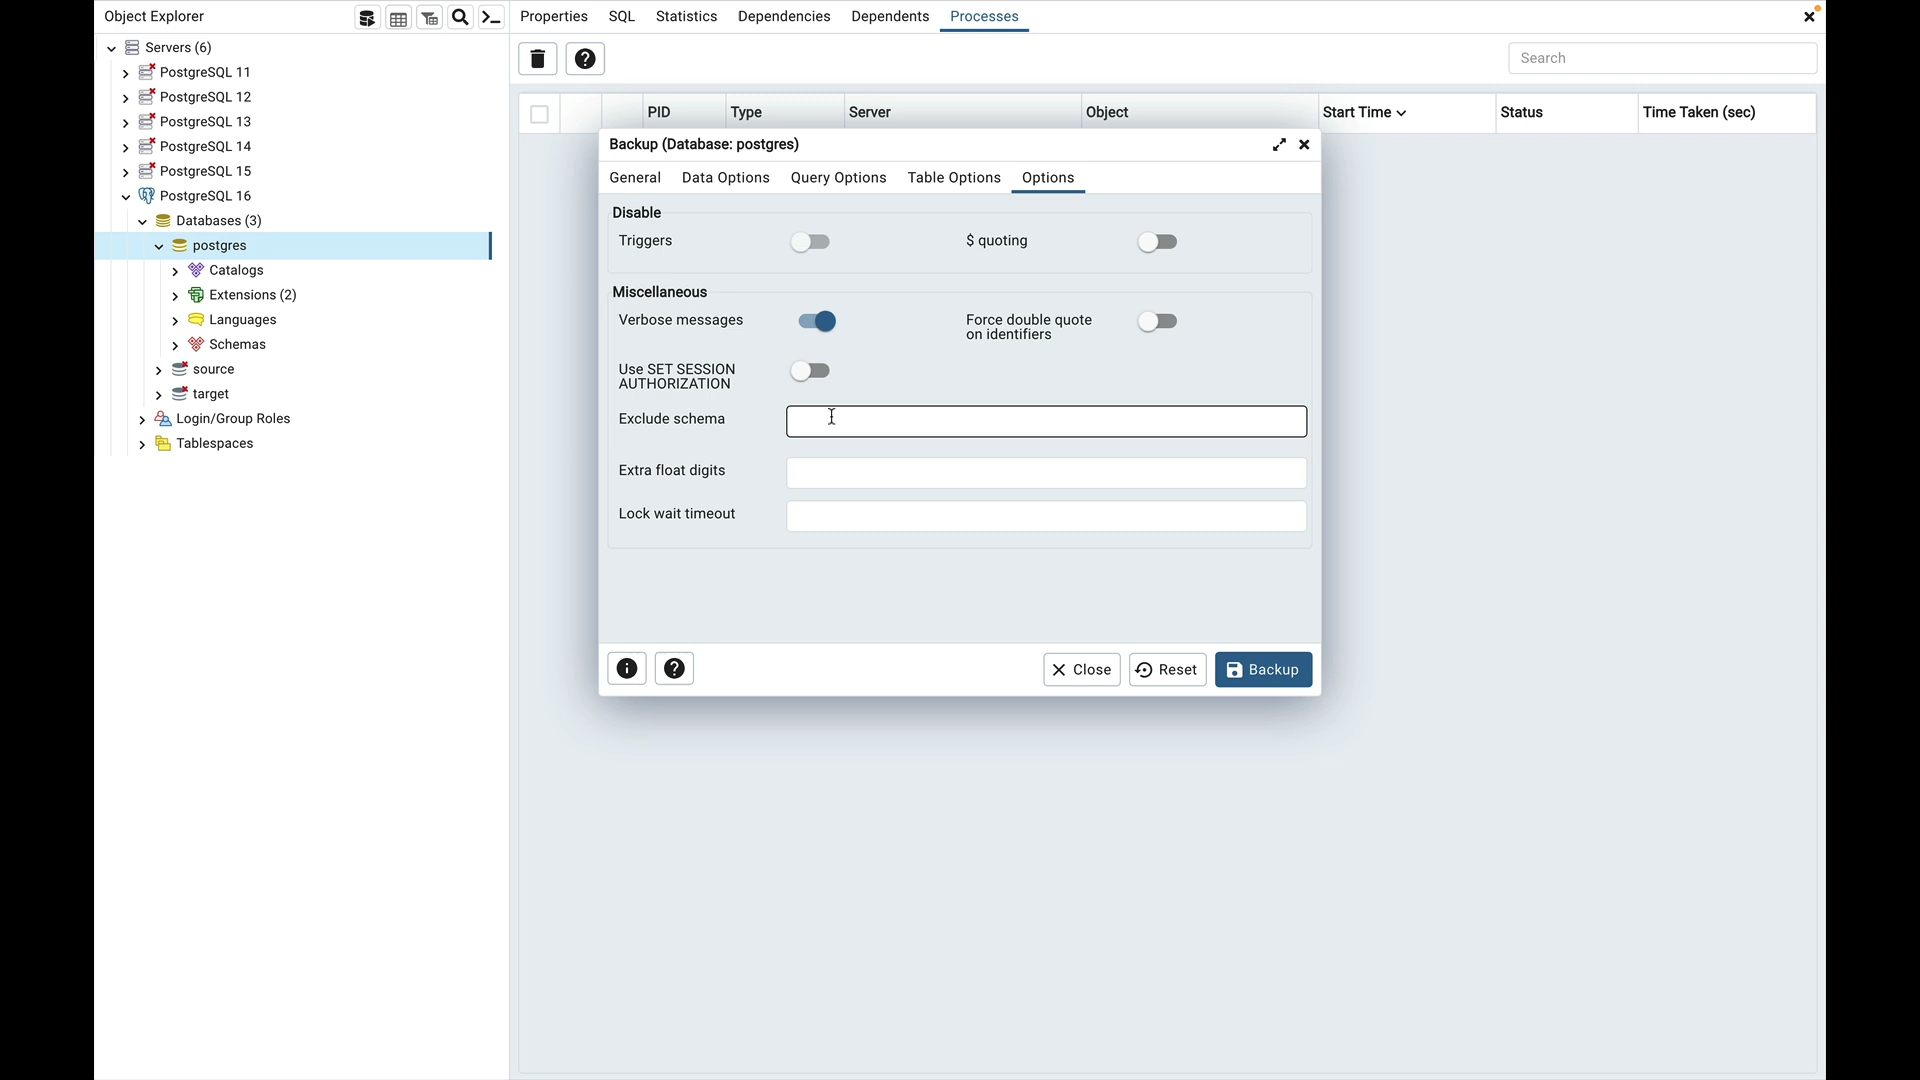 Object Explorer
Properties SQL Statistics Dependencies Dependents Processes
Servers (6)
PostgreSQL 11
PostgreSQL 12
PostgreSQL 13
PostgreSQL 14
PostgreSQL 15
PostgreSQL 16
Databases (3)
postgres
Catalogs
Extensions (2)
Languages
Schemas
source
target
Login/Group Roles
Tablespaces
Search
PID Type Server Object Start Time Status Time Taken (sec)
Backup (Database: postgres)
General Data Options Query Options Table Options Options
Disable
Triggers $ quoting
Miscellaneous
Verbose messages Force double quote
on identifiers
Use SET SESSION
AUTHORIZATION
Exclude schema
Extra float digits
Lock wait timeout
Close Reset Backup